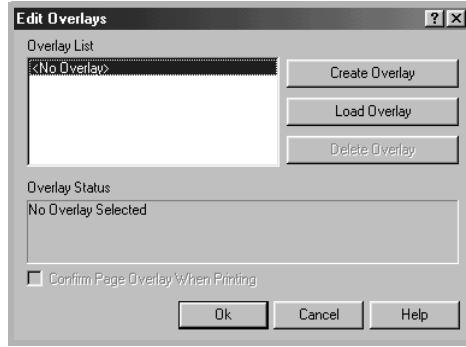 Edit Overlays
Overlay List
<No Overlay>
Create Overlay
Load Overlay
Delete Overlay
Overlay Status
No Overlay Selected
Confirm Page Overlay When Printing
Ok Cancel Help